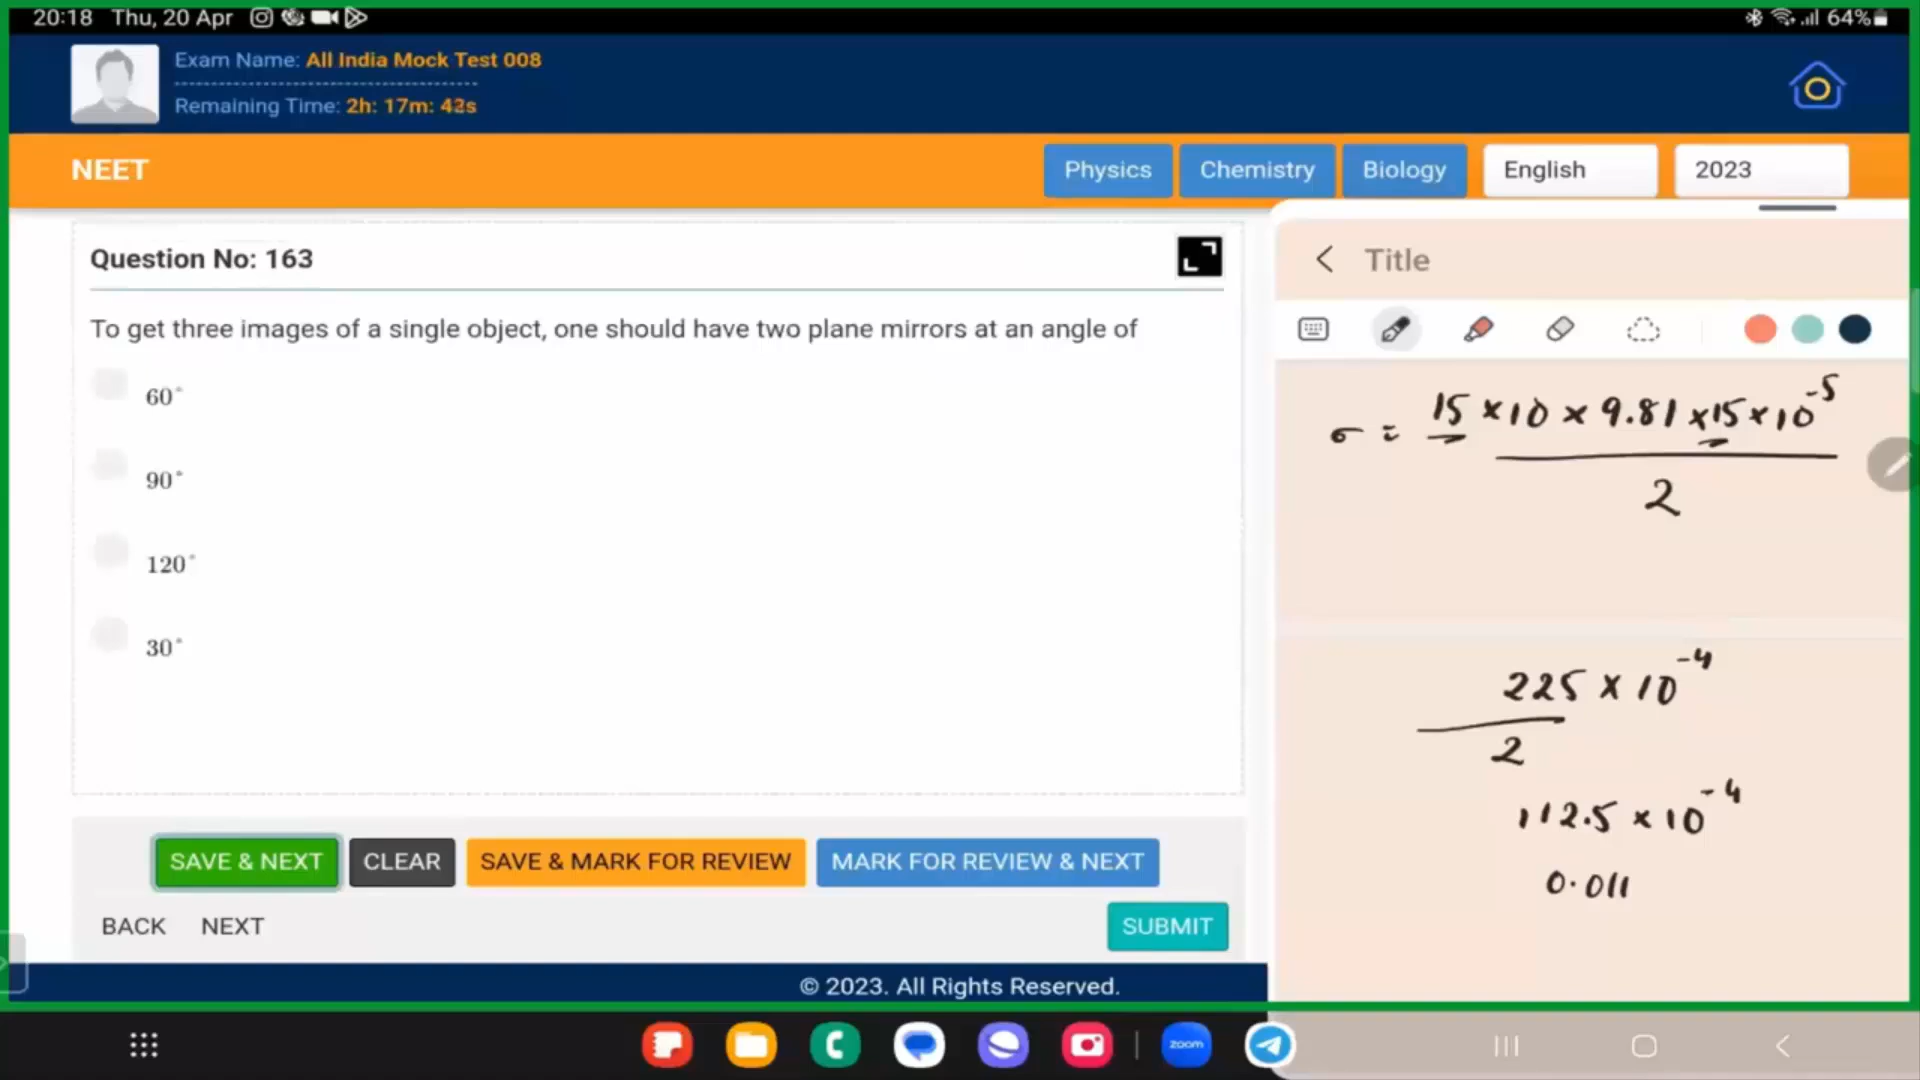 20:18 Thu, 20 Apr
64%
Exam Name: All India Mock Test 008
Remaining Time: 2h: 17m: 42s
NEET
Physics
Chemistry
Biology
English
2023
Question No: 163
To get three images of a single object, one should have two plane mirrors at an angle of
60°
90°
120°
30°
SAVE & NEXT
CLEAR
SAVE & MARK FOR REVIEW
MARK FOR REVIEW & NEXT
BACK
NEXT
SUBMIT
© 2023. All Rights Reserved.
Title
σ = 15 × 10 × 9.81 × 15 × 10^-5
2
225 × 10^-4
2
112.5 × 10^-4
0.011
zoom